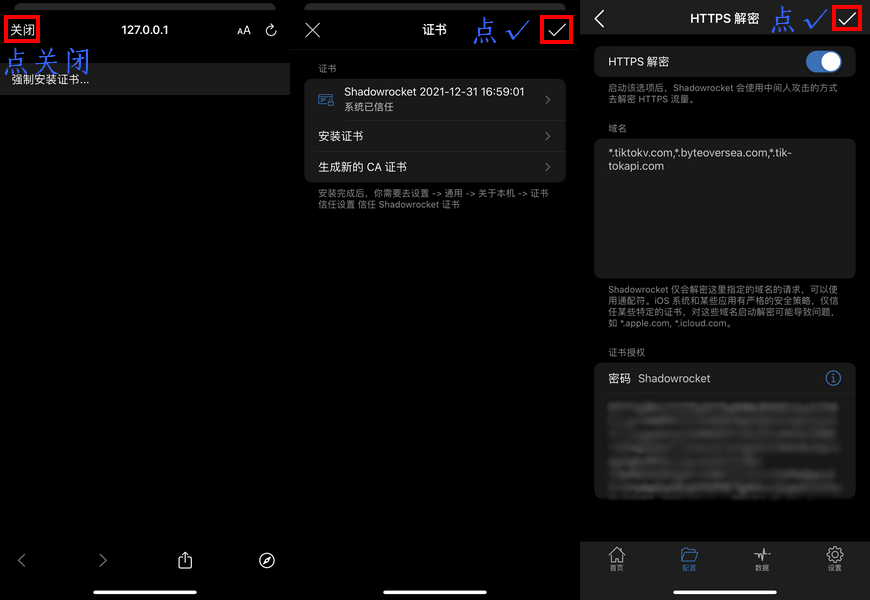 关闭
127.0.0.1
AA
点关闭
强制安装证书...
证书
点✓
证书
Shadowrocket 2021-12-31 16:59:01
系统已信任
安装证书
生成新的 CA 证书
安装完成后，你需要去设置 -> 通用 -> 关于本机 -> 证书
信任设置 信任 Shadowrocket 证书
HTTPS 解密
点✓
HTTPS 解密
启动该选项后，Shadowrocket 会使用中间人攻击的方式
去解密 HTTPS 流量。
域名
*.tiktokv.com,*.byteoversea.com,*.tik-
tokapi.com
Shadowrocket 仅会解密这里指定的域名的请求，可以使
用通配符。iOS 系统和某些应用有严格的安全策略，仅信
任某些特定的证书，对这些域名启动解密可能导致问题，
如 *.apple.com, *.icloud.com。
证书授权
密码 Shadowrocket
首页
配置
数据
设置